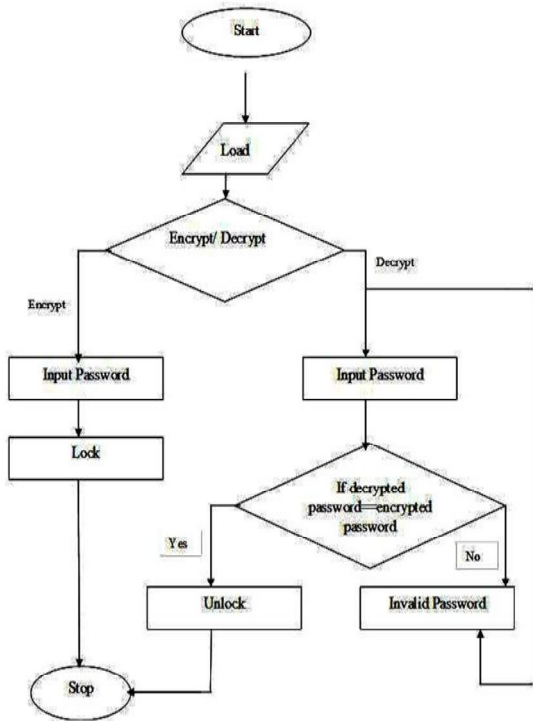 Start
Load
Encrypt/ Decrypt
Encrypt
Decrypt
Input Password
Input Password
Lock
If decrypted
password==encrypted
password
Yes
No
Unlock
Invalid Password
Stop